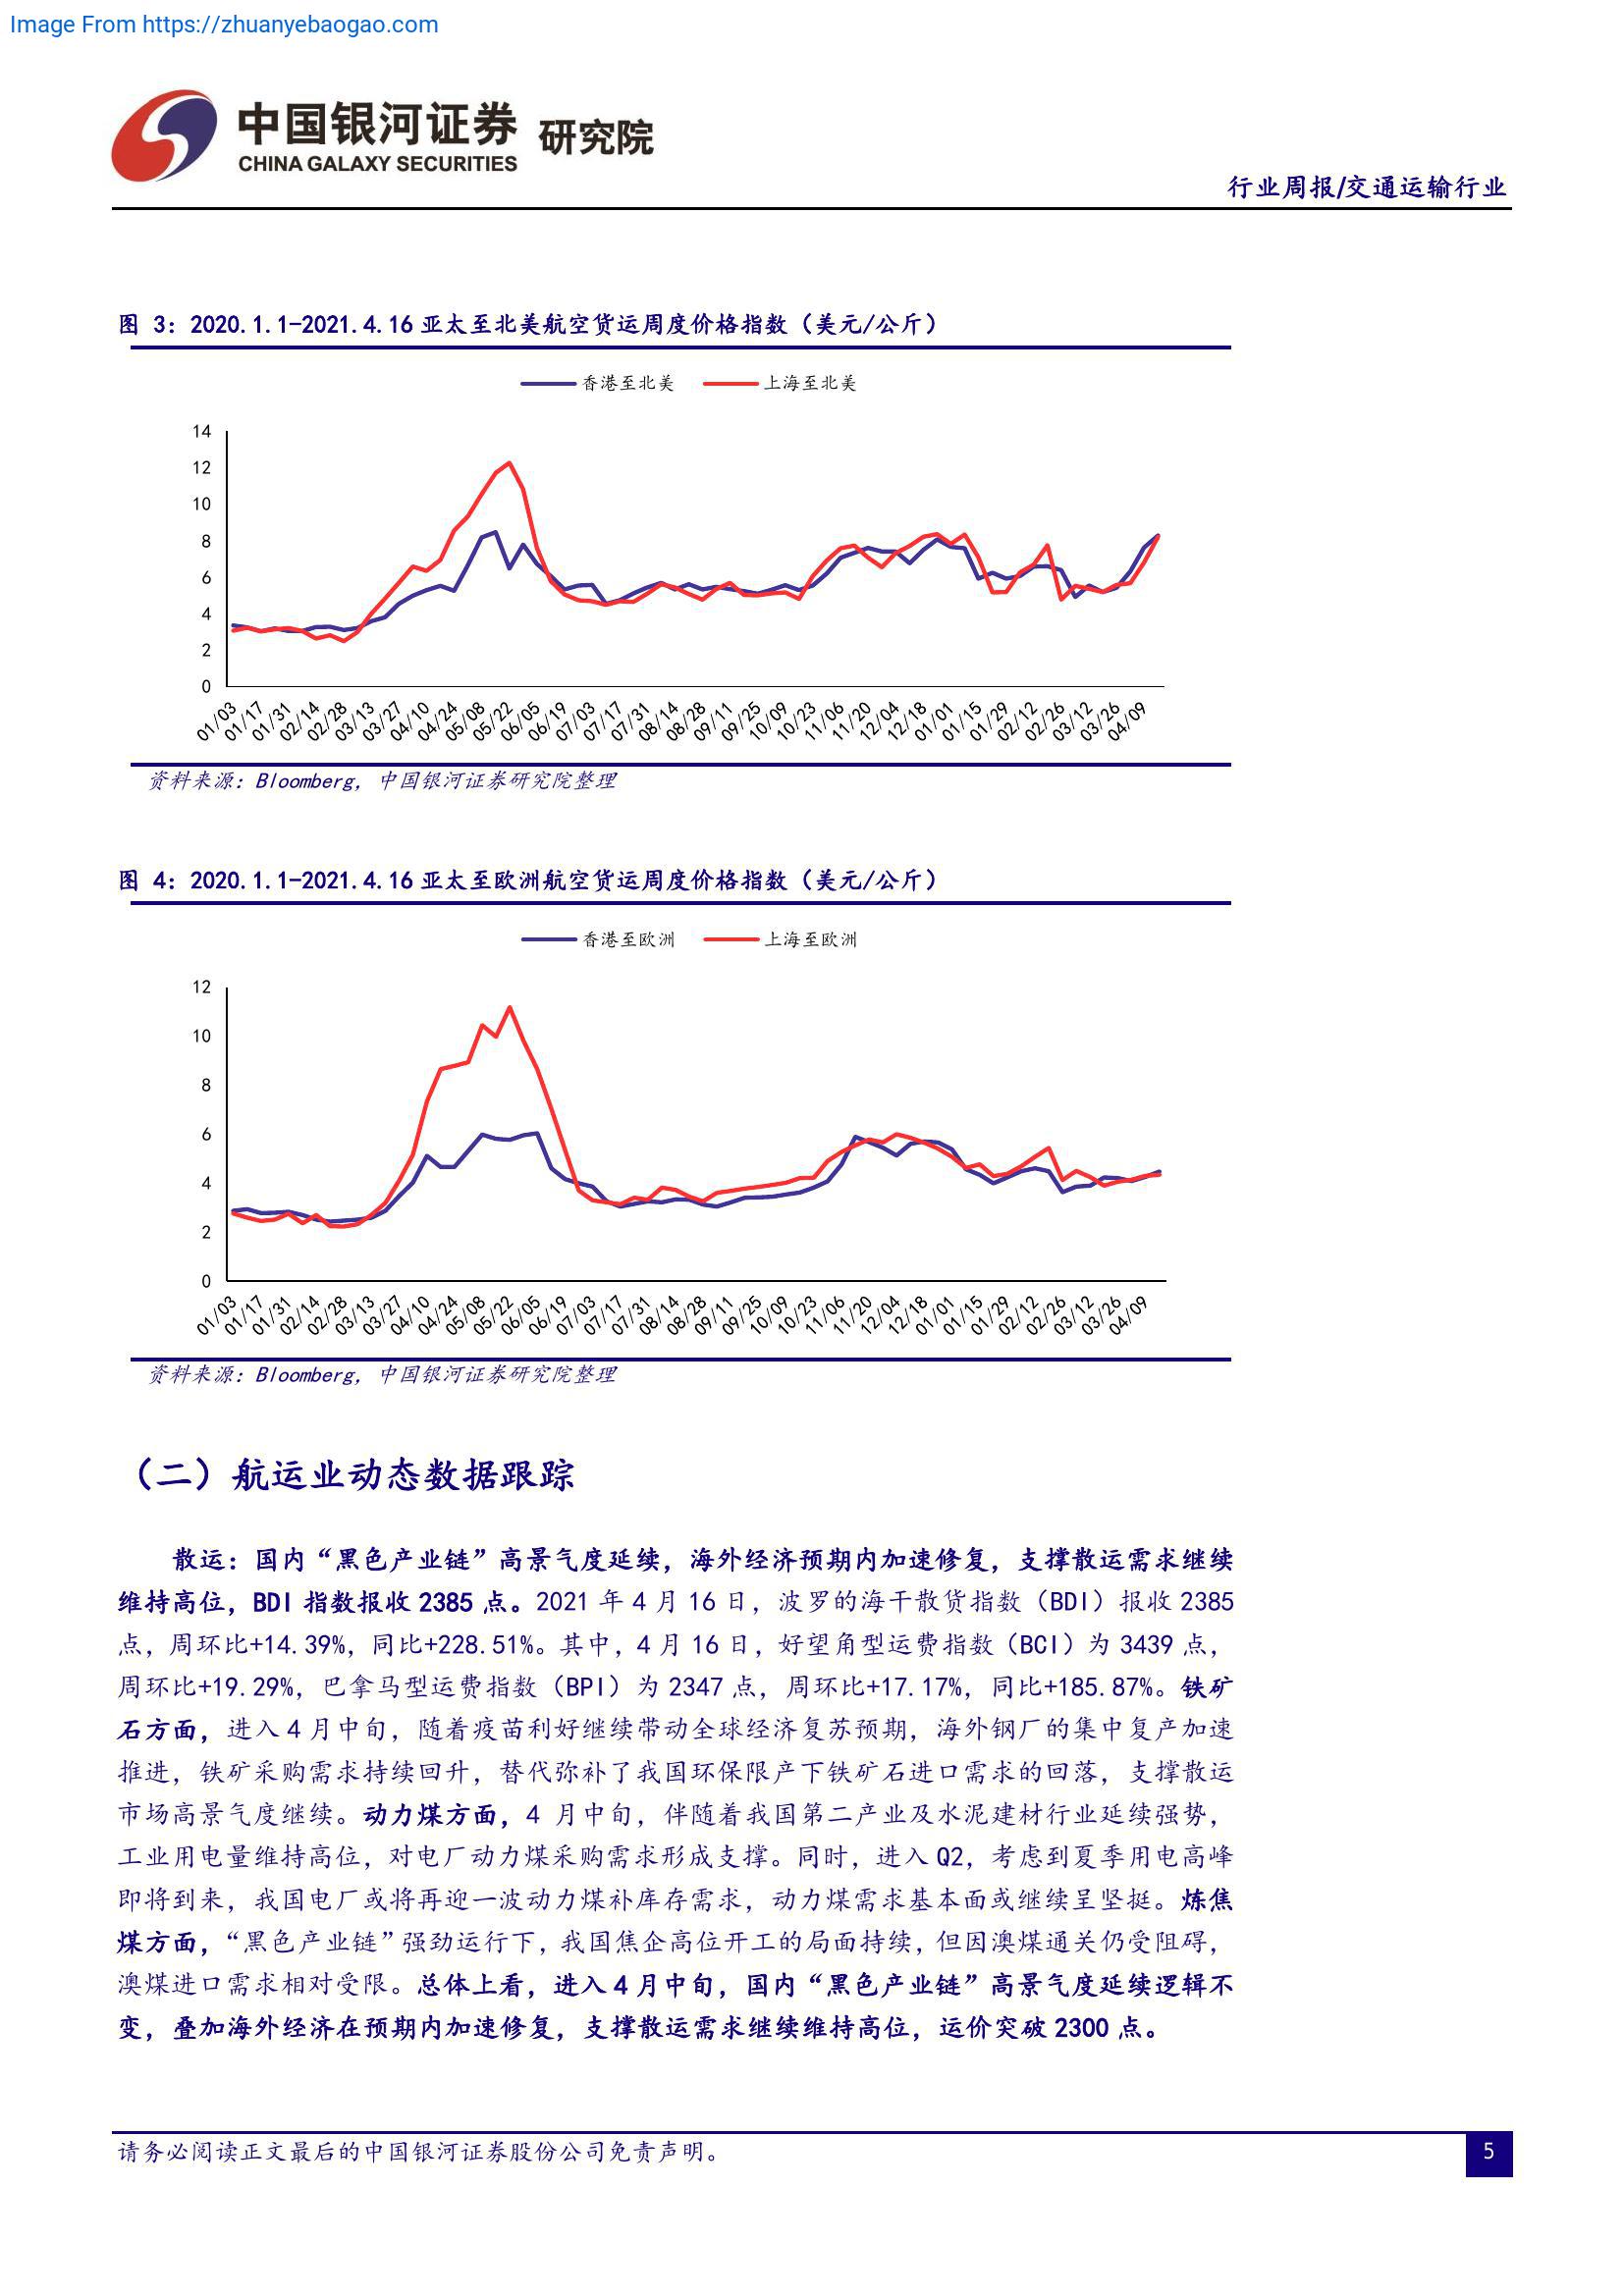 Image From https://zhuanyebaogao.com
中国银河证券 研究院
CHINA GALAXY SECURITIES
行业周报/交通运输行业
图 3：2020.1.1-2021.4.16 亚太至北美航空货运周度价格指数（美元/公斤）
香港至北美 上海至北美
14
12
10
8
6
4
2
0
01/03 01/17 01/31 02/14 02/28 03/13 03/27 04/10 04/24 05/08 05/22 06/05 06/19 07/03 07/17 07/31 08/14 08/28 09/11 09/25 10/09 10/23 11/06 11/20 12/04 12/18 01/01 01/15 01/29 02/12 02/26 03/12 03/26 04/09
资料来源：Bloomberg, 中国银河证券研究院整理
图 4：2020.1.1-2021.4.16 亚太至欧洲航空货运周度价格指数（美元/公斤）
香港至欧洲 上海至欧洲
12
10
8
6
4
2
0
01/03 01/17 01/31 02/14 02/28 03/13 03/27 04/10 04/24 05/08 05/22 06/05 06/19 07/03 07/17 07/31 08/14 08/28 09/11 09/25 10/09 10/23 11/06 11/20 12/04 12/18 01/01 01/15 01/29 02/12 02/26 03/12 03/26 04/09
资料来源：Bloomberg, 中国银河证券研究院整理
（二）航运业动态数据跟踪
散运：国内“黑色产业链”高景气度延续，海外经济预期内加速修复，支撑散运需求继续
维持高位，BDI 指数报收 2385 点。2021 年 4 月 16 日，波罗的海干散货指数（BDI）报收 2385
点，周环比+14.39%，同比+228.51%。其中，4 月 16 日，好望角型运费指数（BCI）为 3439 点，
周环比+19.29%，巴拿马型运费指数（BPI）为 2347 点，周环比+17.17%，同比+185.87%。铁矿
石方面，进入 4 月中旬，随着疫苗利好继续带动全球经济复苏预期，海外钢厂的集中复产加速
推进，铁矿采购需求持续回升，替代弥补了我国环保限产下铁矿石进口需求的回落，支撑散运
市场高景气度继续。动力煤方面，4 月中旬，伴随着我国第二产业及水泥建材行业延续强势，
工业用电量维持高位，对电厂动力煤采购需求形成支撑。同时，进入 Q2，考虑到夏季用电高峰
即将到来，我国电厂或将再迎一波动力煤补库存需求，动力煤需求基本面或继续呈坚挺。炼焦
煤方面，“黑色产业链”强劲运行下，我国焦企高位开工的局面持续，但因澳煤通关仍受阻碍，
澳煤进口需求相对受限。总体上看，进入 4 月中旬，国内“黑色产业链”高景气度延续逻辑不
变，叠加海外经济在预期内加速修复，支撑散运需求继续维持高位，运价突破 2300 点。
请务必阅读正文最后的中国银河证券股份公司免责声明。
5